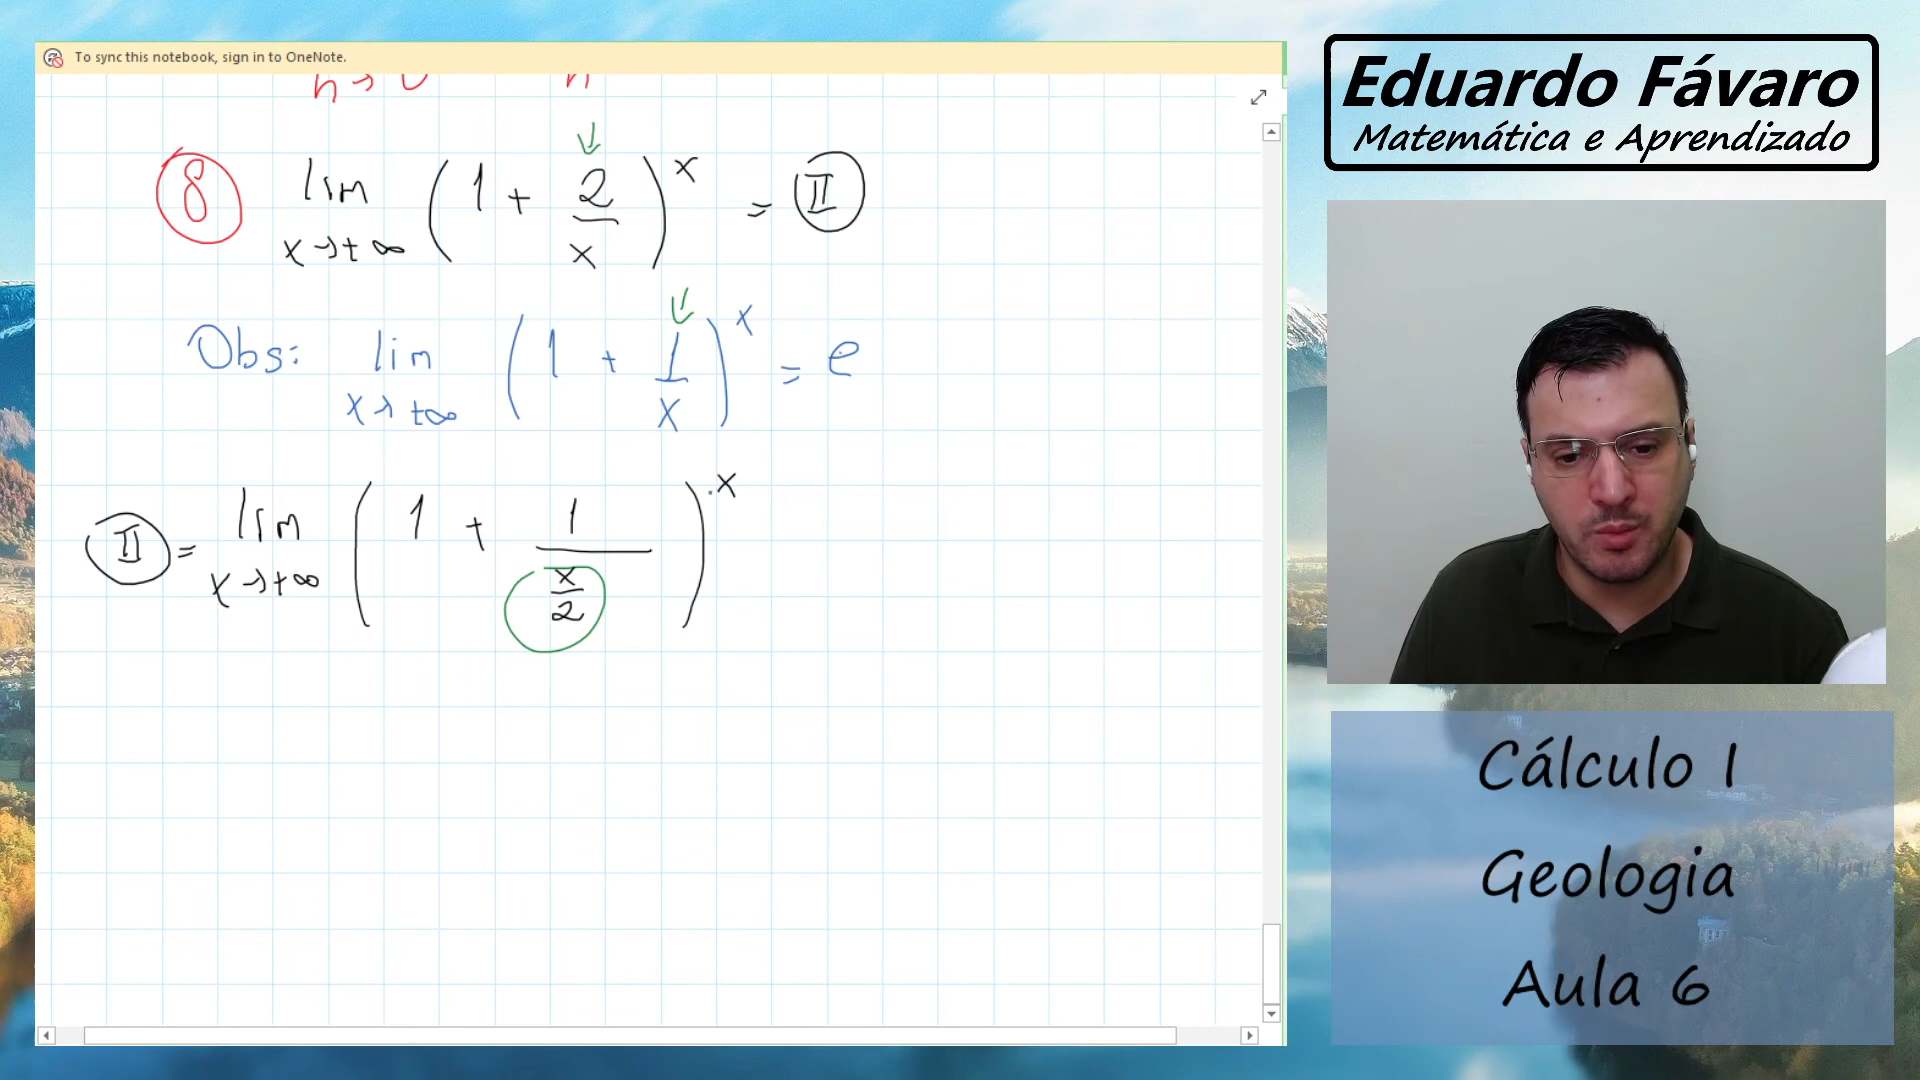 To sync this notebook, sign in to OneNote.
h → 0 h
8 lim x→+∞ (1 + 2/x)^x = II
Obs: lim x→+∞ (1 + 1/x)^x = e
II = lim x→+∞ (1 + 1/(x/2))^x
Eduardo Fávaro
Matemática e Aprendizado
Cálculo I
Geologia
Aula 6